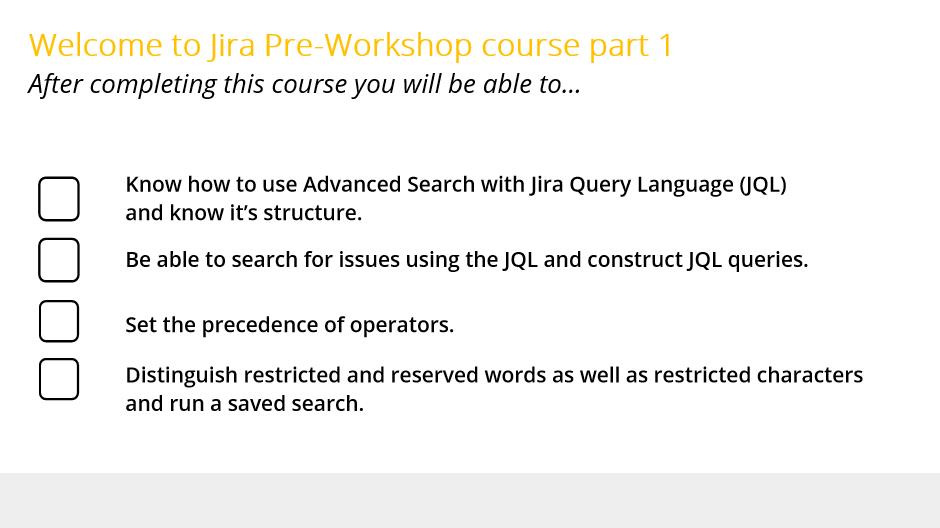 Welcome to Jira Pre-Workshop course part 1
After completing this course you will be able to...
Know how to use Advanced Search with Jira Query Language (JQL)
and know it’s structure.
Be able to search for issues using the JQL and construct JQL queries.
Set the precedence of operators.
Distinguish restricted and reserved words as well as restricted characters
and run a saved search.